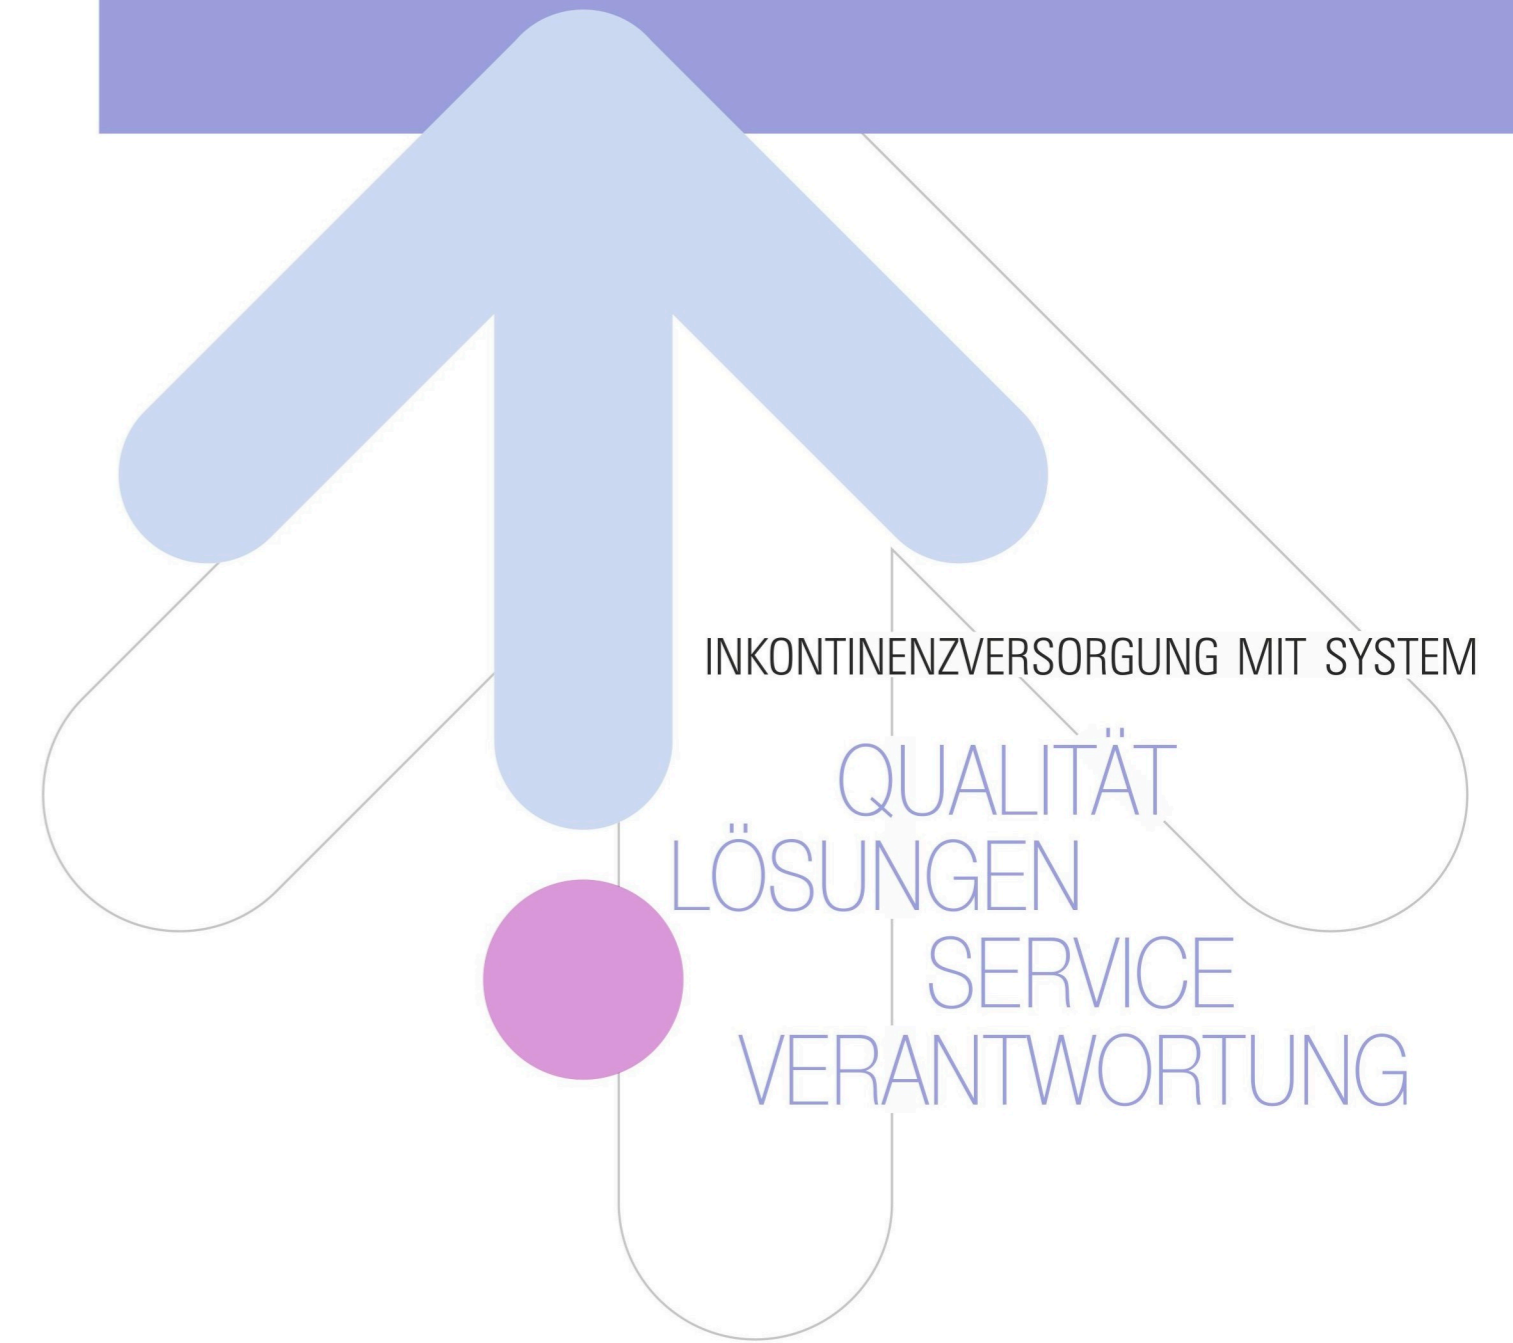 INKONTINENZVERSORGUNG MIT SYSTEM
QUALITÄT
LÖSUNGEN
SERVICE
VERANTWORTUNG